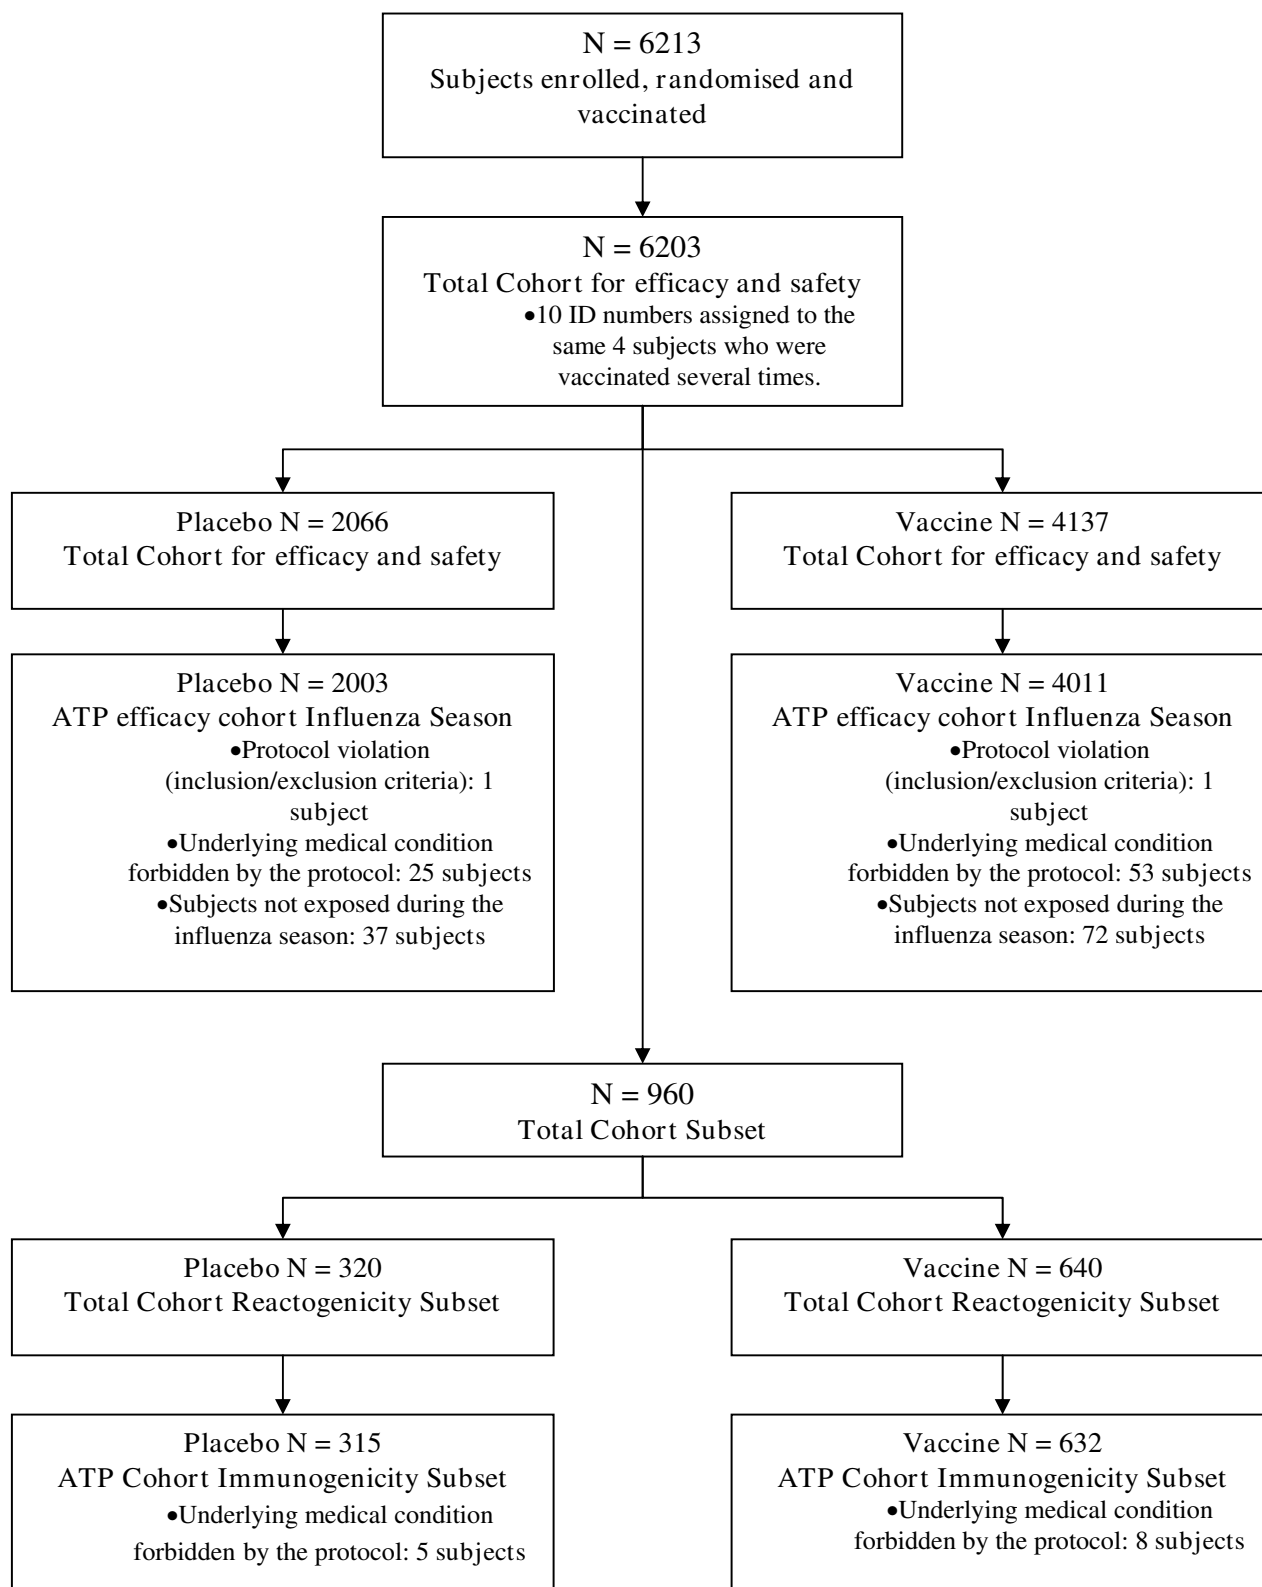 N = 6213
Subjects enrolled, randomised and
vaccinated
N = 6203
Total Cohort for efficacy and safety
•10 ID numbers assigned to the
same 4 subjects who were
vaccinated several times.
Placebo N = 2066
Total Cohort for efficacy and safety
Vaccine N = 4137
Total Cohort for efficacy and safety
Placebo N = 2003
ATP efficacy cohort Influenza Season
•Protocol violation
(inclusion/exclusion criteria): 1
subject
•Underlying medical condition
forbidden by the protocol: 25 subjects
•Subjects not exposed during the
influenza season: 37 subjects
Vaccine N = 4011
ATP efficacy cohort Influenza Season
•Protocol violation
(inclusion/exclusion criteria): 1
subject
•Underlying medical condition
forbidden by the protocol: 53 subjects
•Subjects not exposed during the
influenza season: 72 subjects
N = 960
Total Cohort Subset
Placebo N = 320
Total Cohort Reactogenicity Subset
Vaccine N = 640
Total Cohort Reactogenicity Subset
Placebo N = 315
ATP Cohort Immunogenicity Subset
•Underlying medical condition
forbidden by the protocol: 5 subjects
Vaccine N = 632
ATP Cohort Immunogenicity Subset
•Underlying medical condition
forbidden by the protocol: 8 subjects